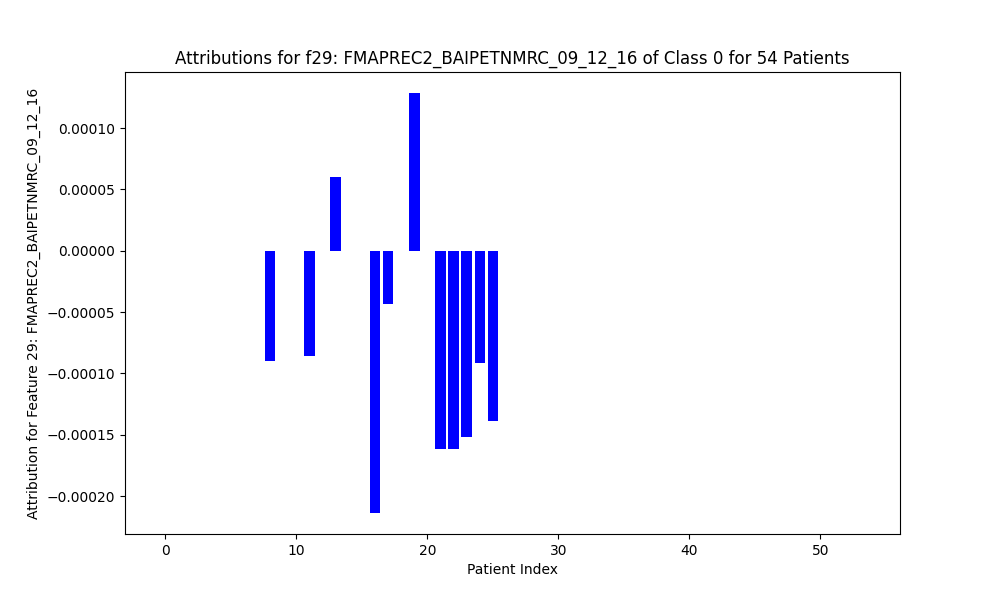 Attributions for f29: FMAPREC2_BAIPETNMRC_09_12_16 of Class 0 for 54 Patients
Attribution for Feature 29: FMAPREC2_BAIPETNMRC_09_12_16
0.00010
0.00005
0.00000
−0.00005
−0.00010
−0.00015
−0.00020
0 10 20 30 40 50
Patient Index